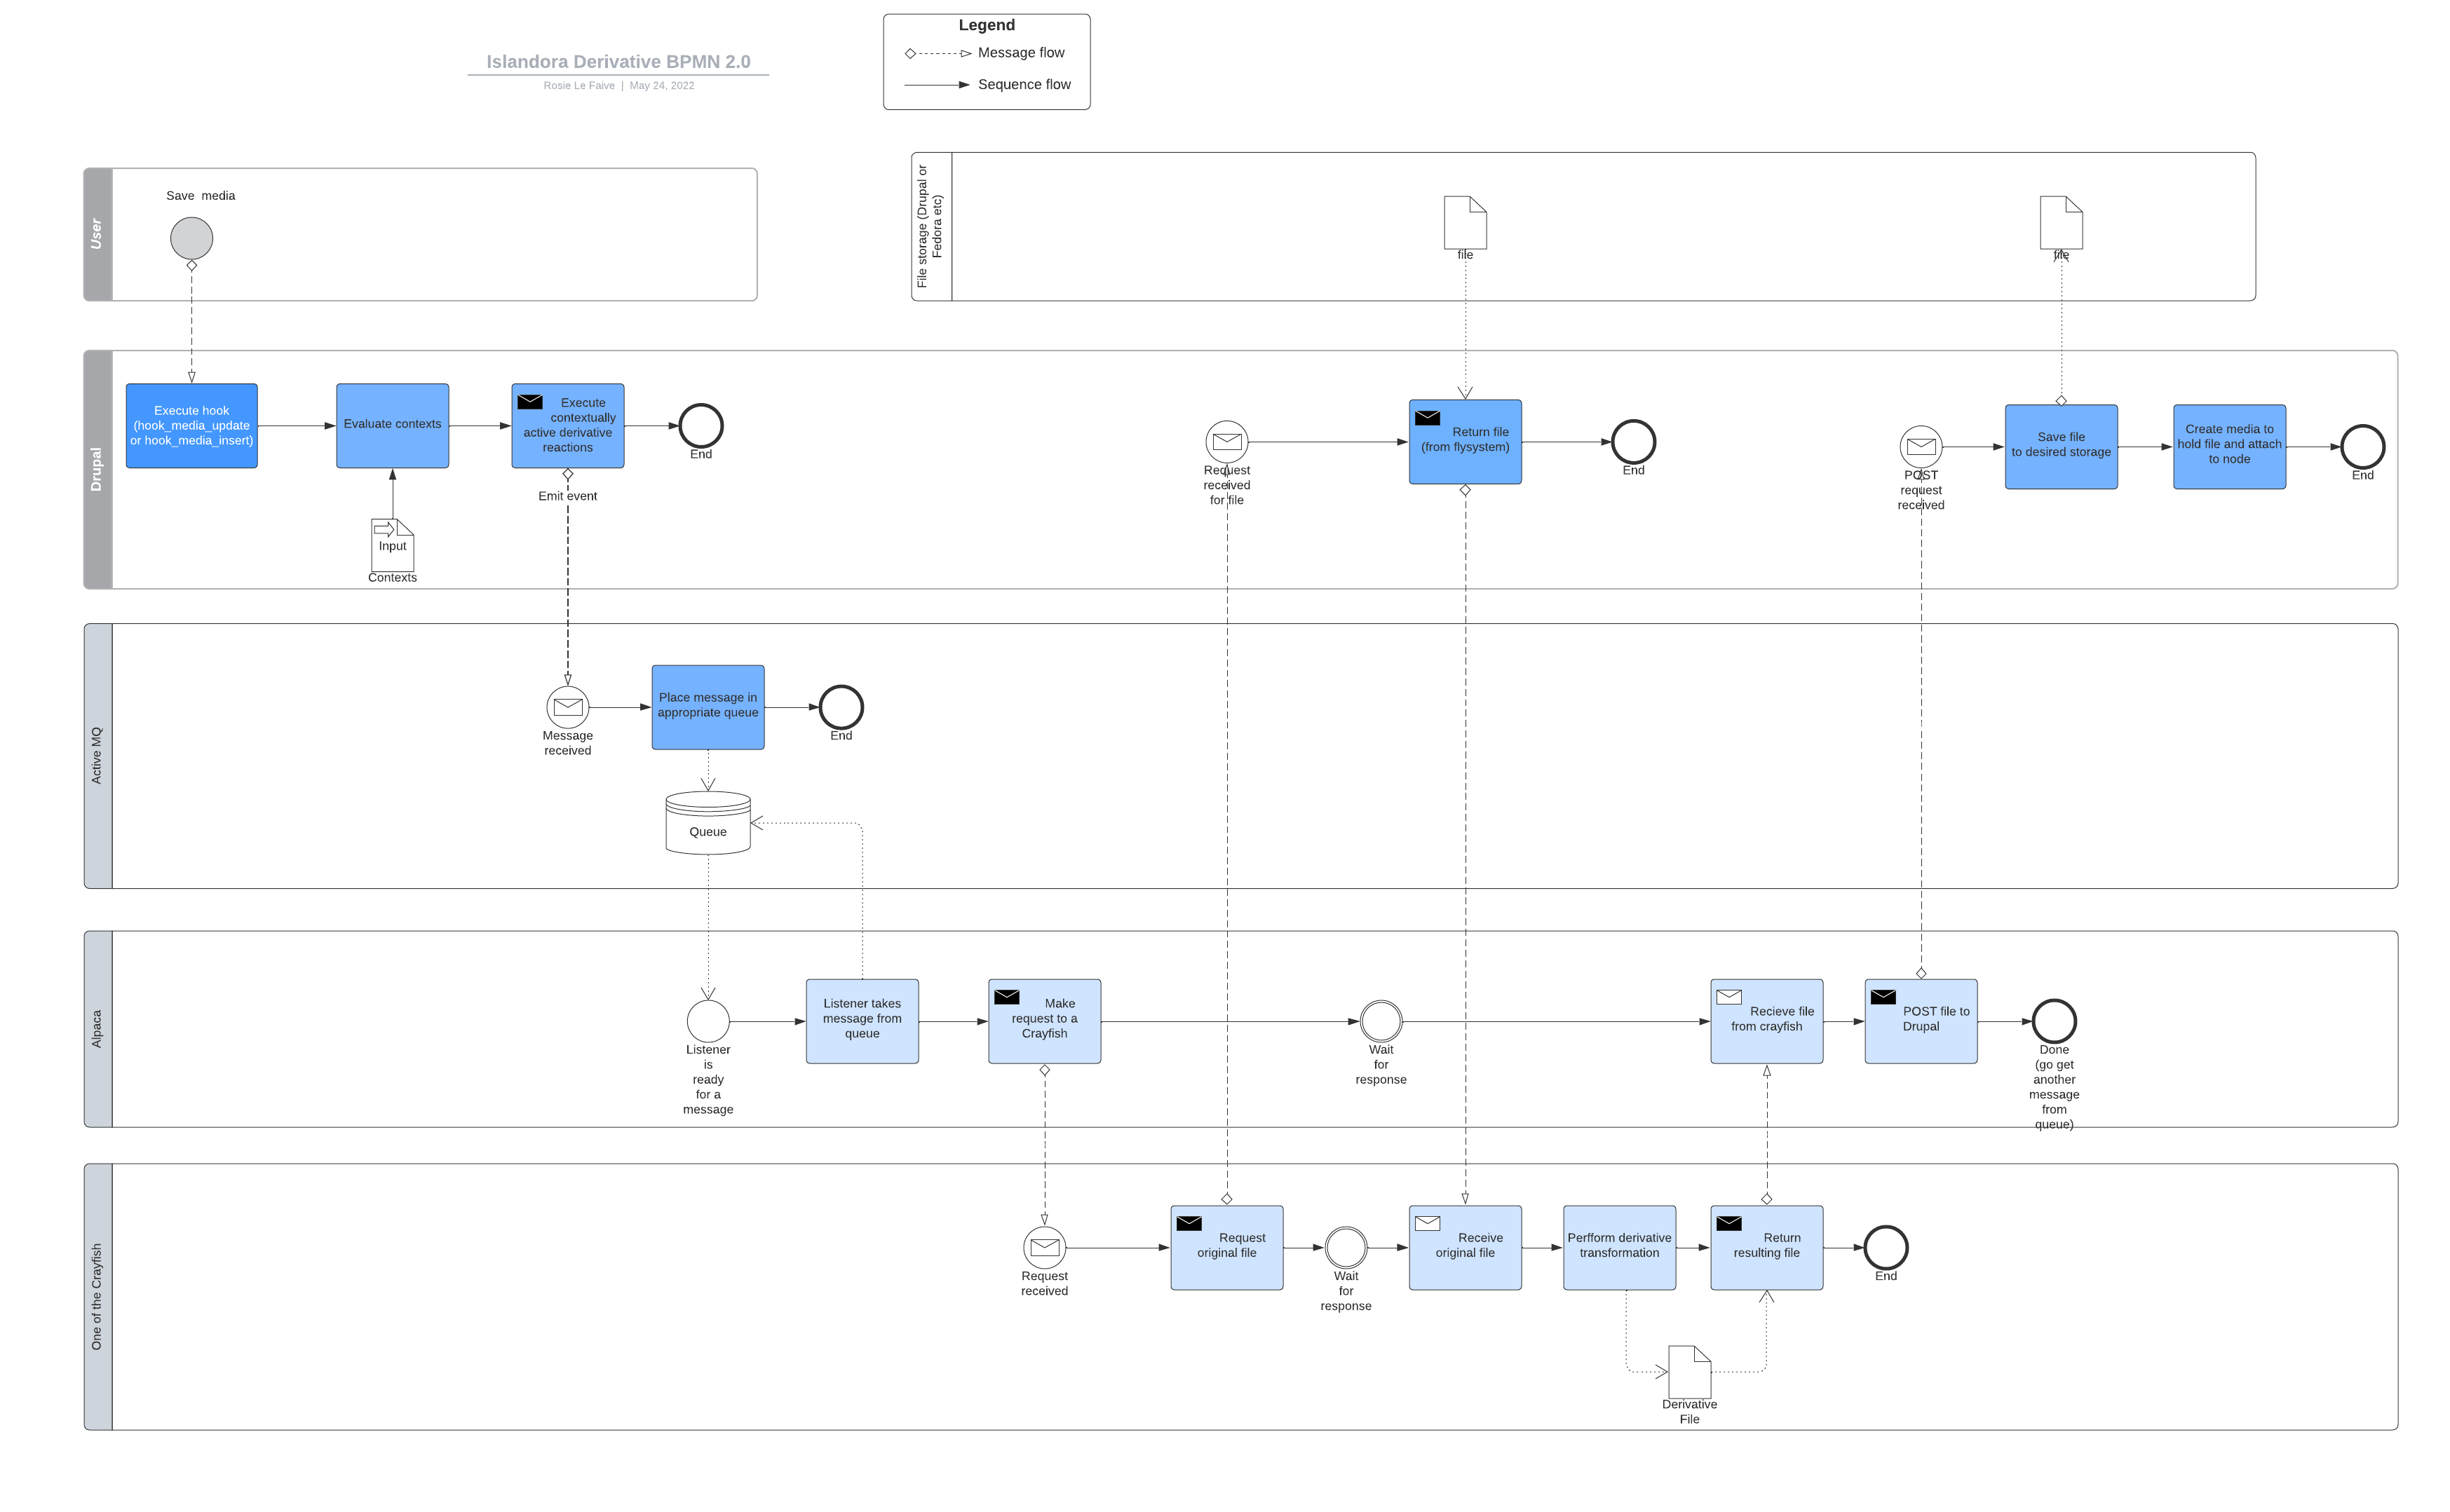 Legend
Message flow
Sequence flow
Islandora Derivative BPMN 2.0
Rosie Le Faive | May 24, 2022
User
Save media
File storage (Drupal or
Fedora etc)
file
file
Drupal
Execute hook
(hook_media_update
or hook_media_insert)
Evaluate contexts
Execute
contextually
active derivative
reactions
End
Emit event
Input
Contexts
Request
received
for file
Return file
(from flysystem)
End
POST
request
received
Save file
to desired storage
Create media to
hold file and attach
to node
End
Active MQ
Message
received
Place message in
appropriate queue
End
Queue
Alpaca
Listener
is
ready
for a
message
Listener takes
message from
queue
Make
request to a
Crayfish
Wait
for
response
Recieve file
from crayfish
POST file to
Drupal
Done
(go get
another
message
from
queue)
One of the Crayfish
Request
received
Request
original file
Wait
for
response
Receive
original file
Perfform derivative
transformation
Return
resulting file
End
Derivative
File